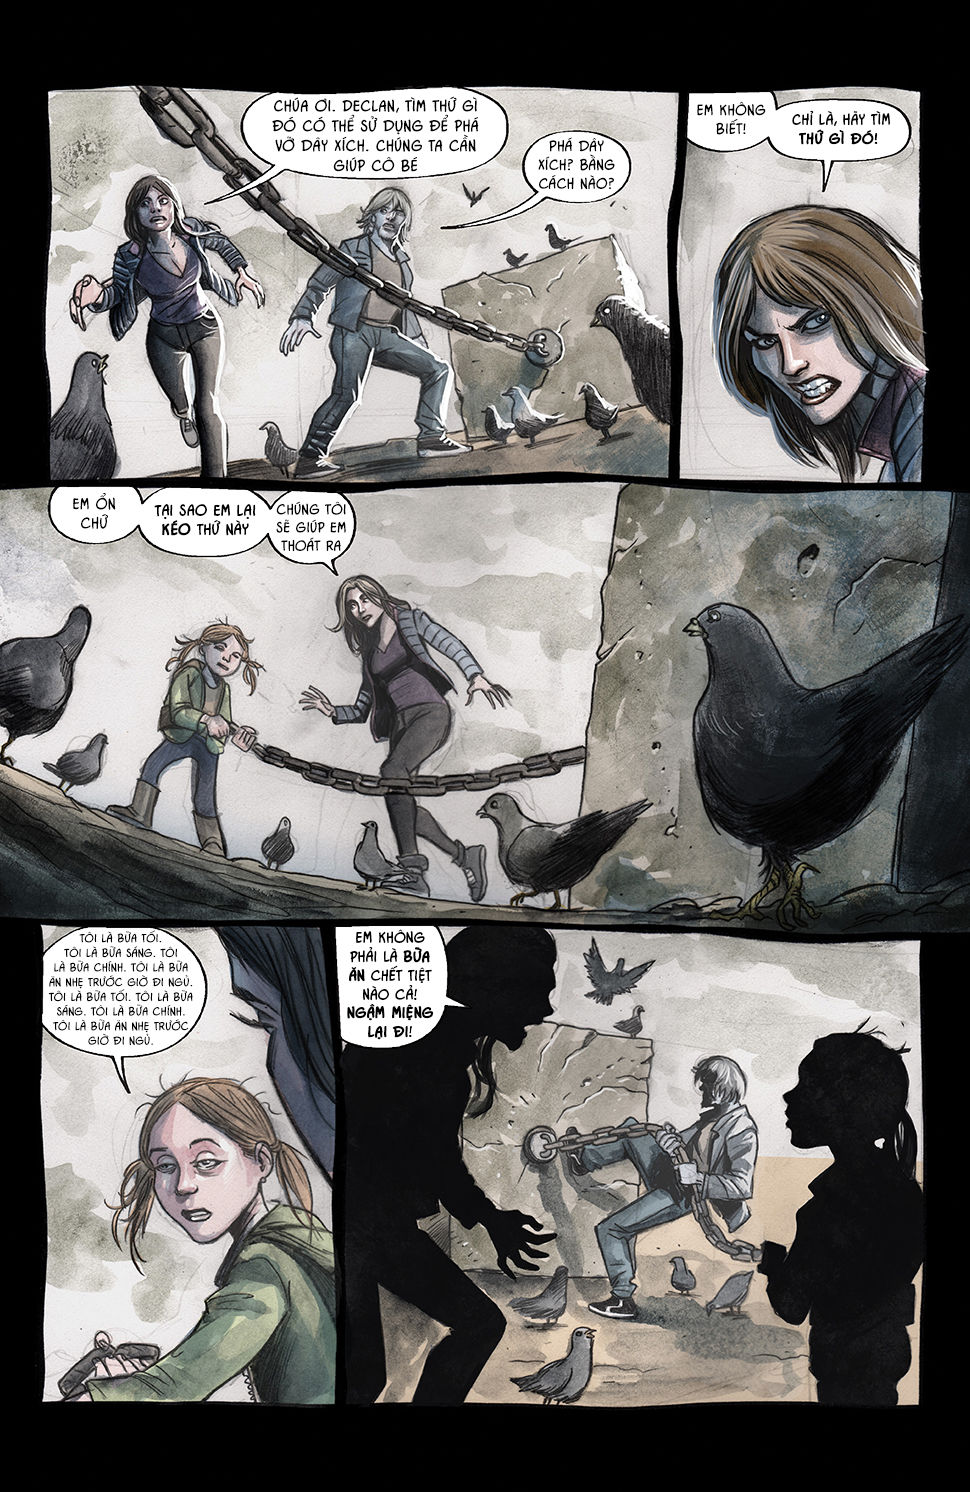 CHÚA ƠI. DECLAN, TÌM THỨ GÌ
ĐÓ CÓ THỂ SỬ DỤNG ĐỂ PHÁ
VỠ DÂY XÍCH. CHÚNG TA CẦN
GIÚP CÔ BÉ
PHÁ DÂY
XÍCH? BẰNG
CÁCH NÀO?
EM KHÔNG
BIẾT!
CHỈ LÀ, HÃY TÌM
THỨ GÌ ĐÓ!
EM ỔN
CHỨ
TẠI SAO EM LẠI
KÉO THỨ NÀY
CHÚNG TÔI
SẼ GIÚP EM
THOÁT RA
TÔI LÀ BỮA TỐI.
TÔI LÀ BỮA SÁNG. TÔI
LÀ BỮA CHÍNH. TÔI LÀ BỮA
ĂN NHẸ TRƯỚC GIỜ ĐI NGỦ.
TÔI LÀ BỮA TỐI. TÔI LÀ BỮA
SÁNG. TÔI LÀ BỮA CHÍNH.
TÔI LÀ BỮA ĂN NHẸ TRƯỚC
GIỜ ĐI NGỦ.
EM KHÔNG
PHẢI LÀ BỮA
ĂN CHẾT TIỆT
NÀO CẢ!
NGẬM MIỆNG
LẠI ĐI!